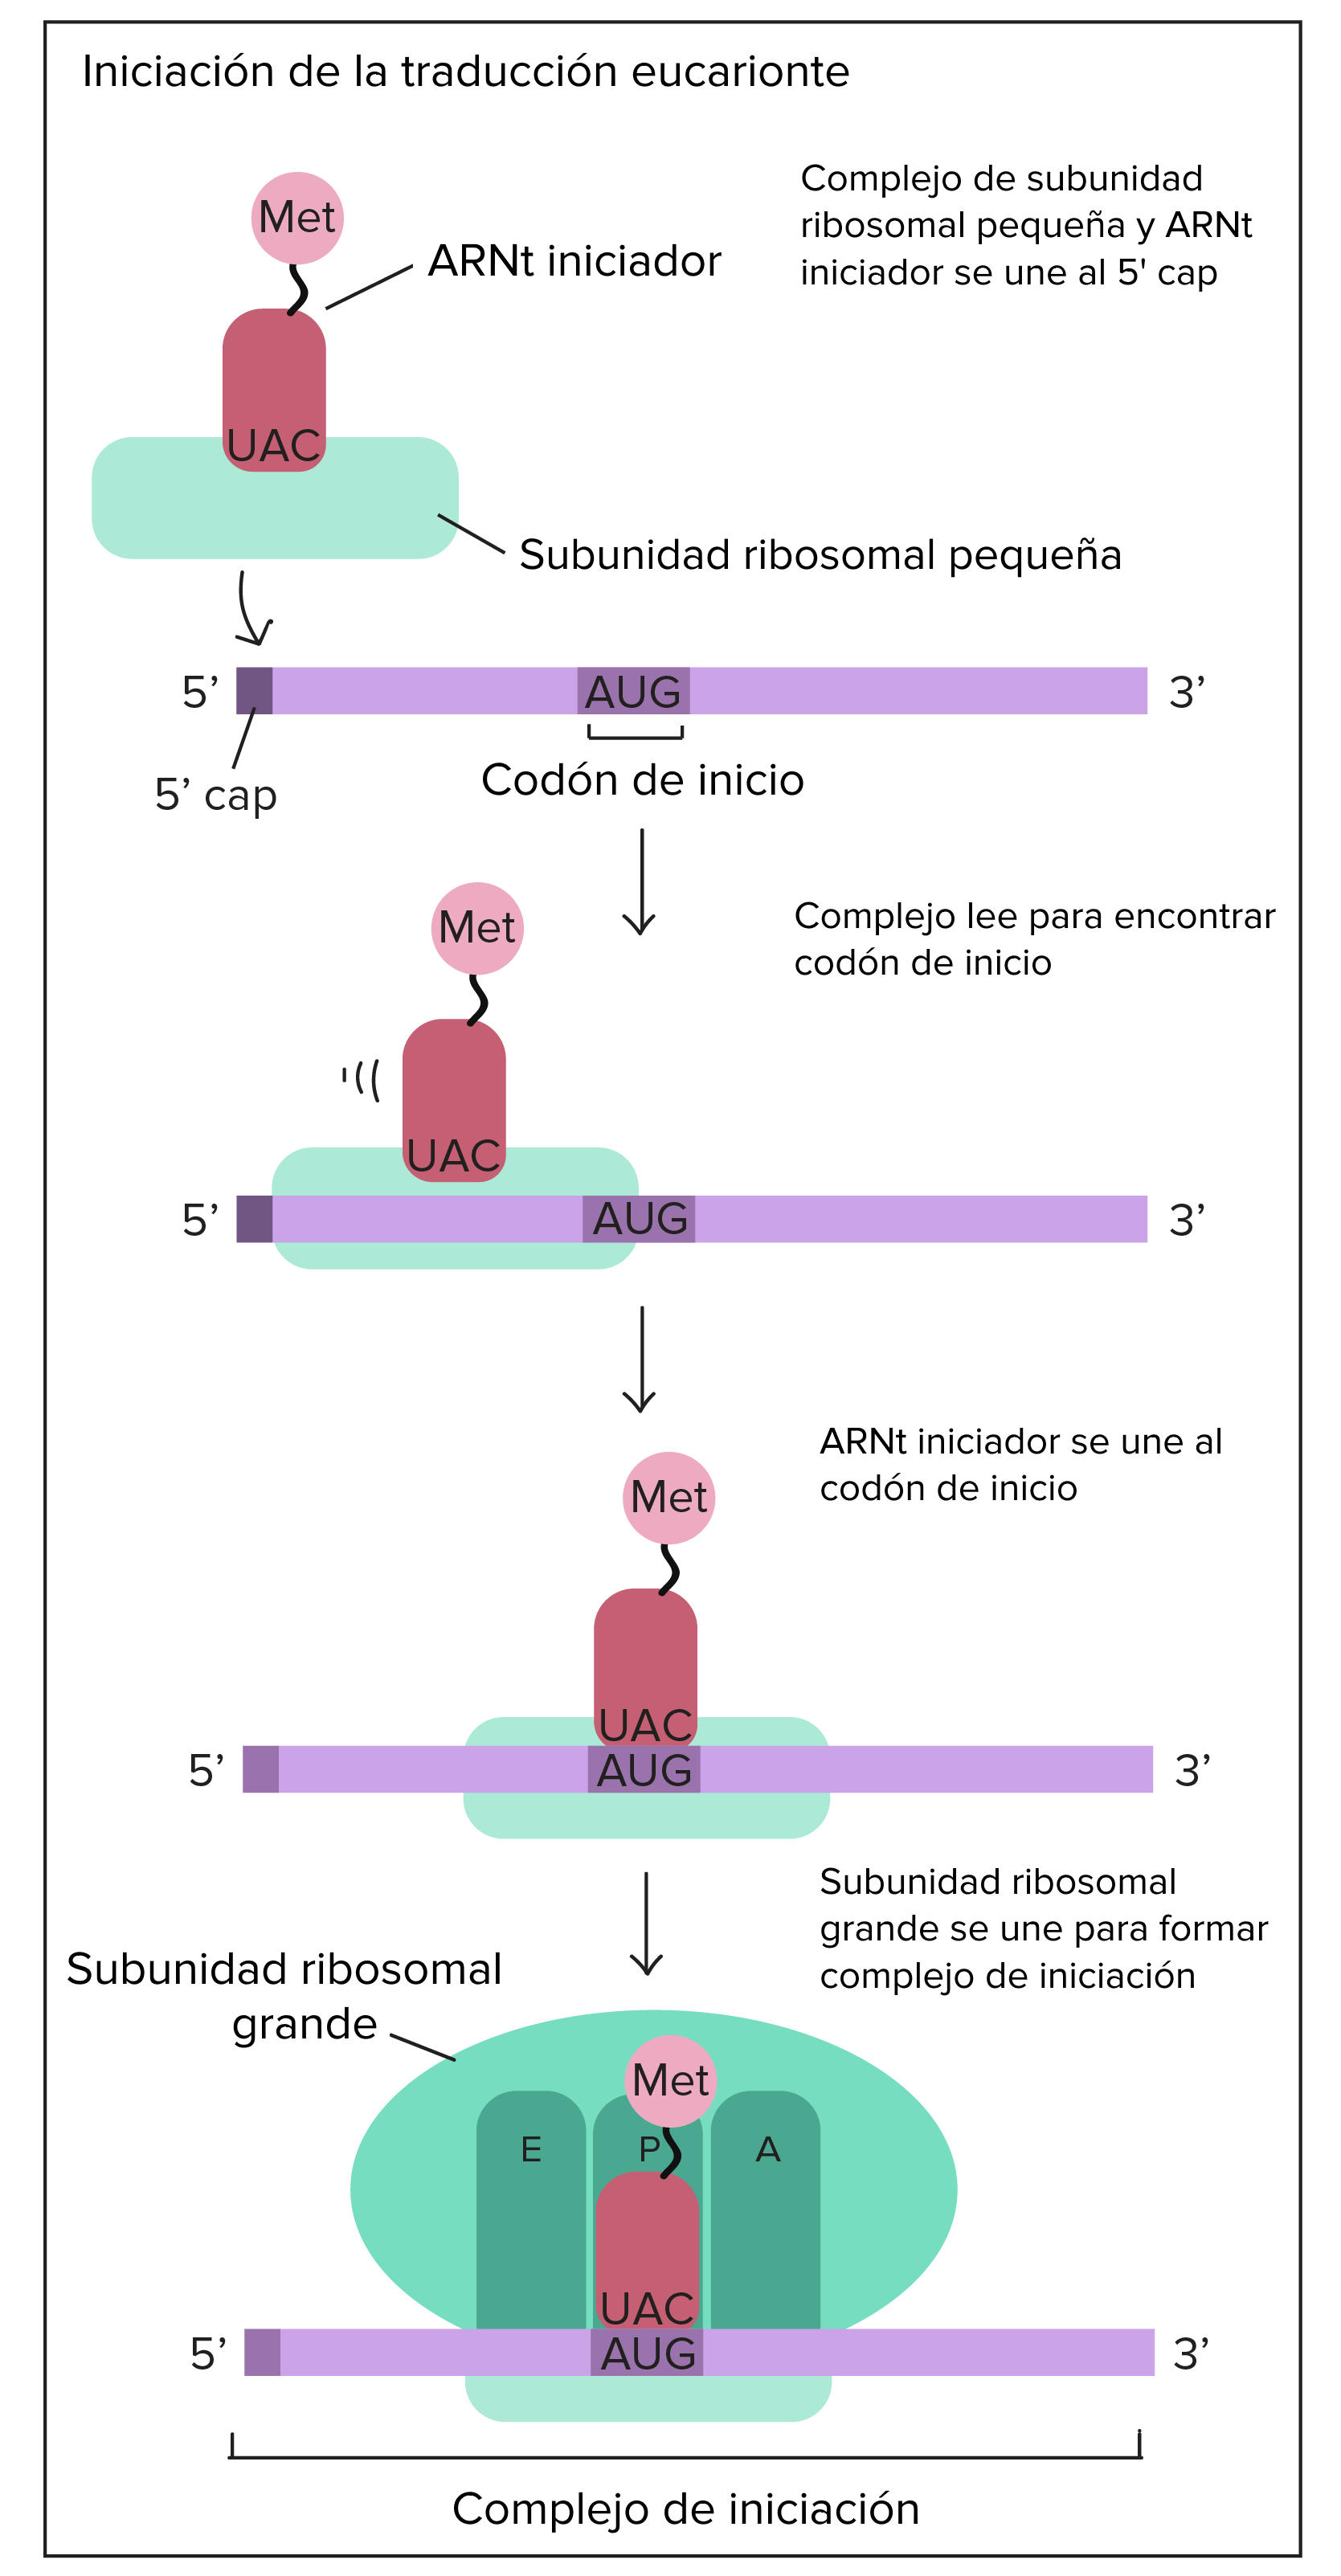 Iniciación de la traducción eucarionte
Met
ARNt iniciador
Complejo de subunidad
ribosomal pequeña y ARNt
iniciador se une al 5' cap
UAC
Subunidad ribosomal pequeña
5’
AUG
3’
5’ cap
Codón de inicio
Met
Complejo lee para encontrar
codón de inicio
UAC
5’
AUG
3’
ARNt iniciador se une al
codón de inicio
Met
UAC
5’
AUG
3’
Subunidad ribosomal
grande se une para formar
complejo de iniciación
Subunidad ribosomal
grande
Met
E
P
A
UAC
5’
AUG
3’
Complejo de iniciación